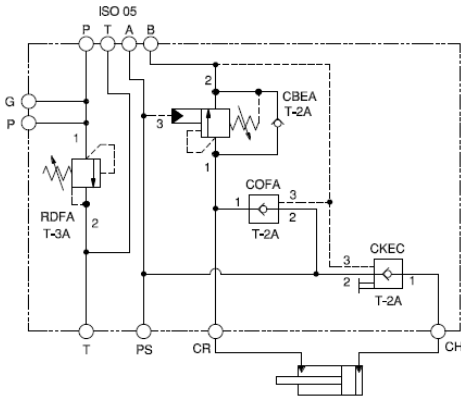 ISO 05
P T A B
G
P
1
RDFA
T-3A
2
2
CBEA
T-2A
3
1
COFA
1
3
2
T-2A
CKEC
3
2
1
T-2A
T
PS
CR
CH